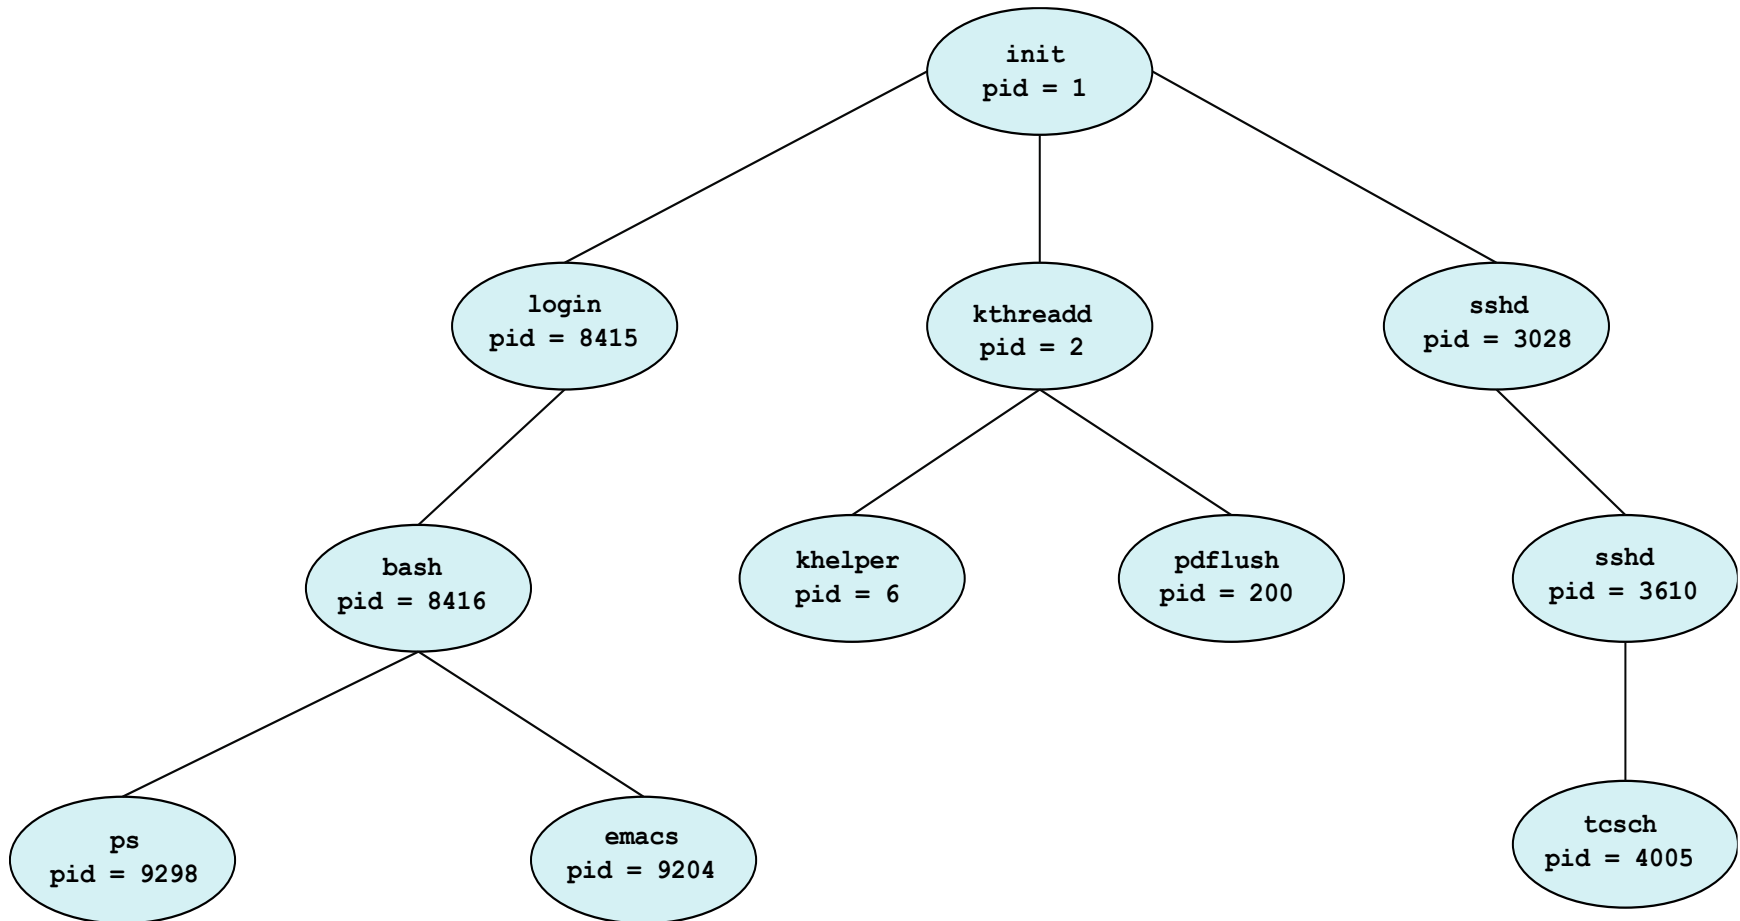 init
pid = 1
login
pid = 8415
kthreadd
pid = 2
sshd
pid = 3028
bash
pid = 8416
khelper
pid = 6
pdflush
pid = 200
sshd
pid = 3610
ps
pid = 9298
emacs
pid = 9204
tcsch
pid = 4005